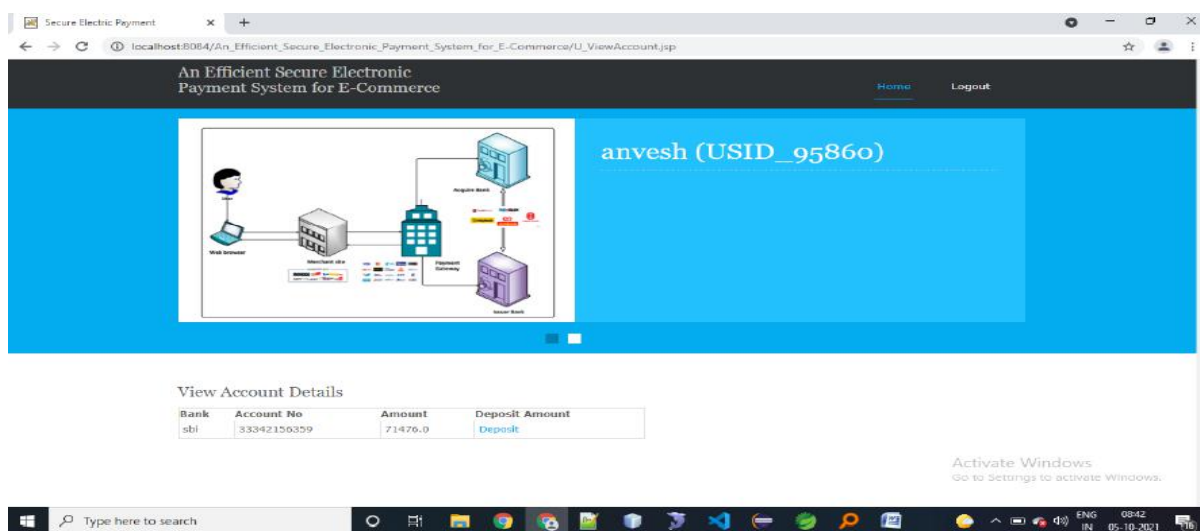 Secure Electric Payment
localhost:8084/An_Efficient_Secure_Electronic_Payment_System_for_E-Commerce/U_ViewAccount.jsp
An Efficient Secure Electronic
Payment System for E-Commerce
Home Logout
anvesh (USID_95860)
Acquire Bank
User
Web browser
Merchant site
Payment
Gateway
Issuer Bank
View Account Details
Bank Account No Amount Deposit Amount
sbi 33342156359 71476.0 Deposit
Activate Windows
Go to Settings to activate Windows.
Type here to search
ENG 08:42
IN 05-10-2021